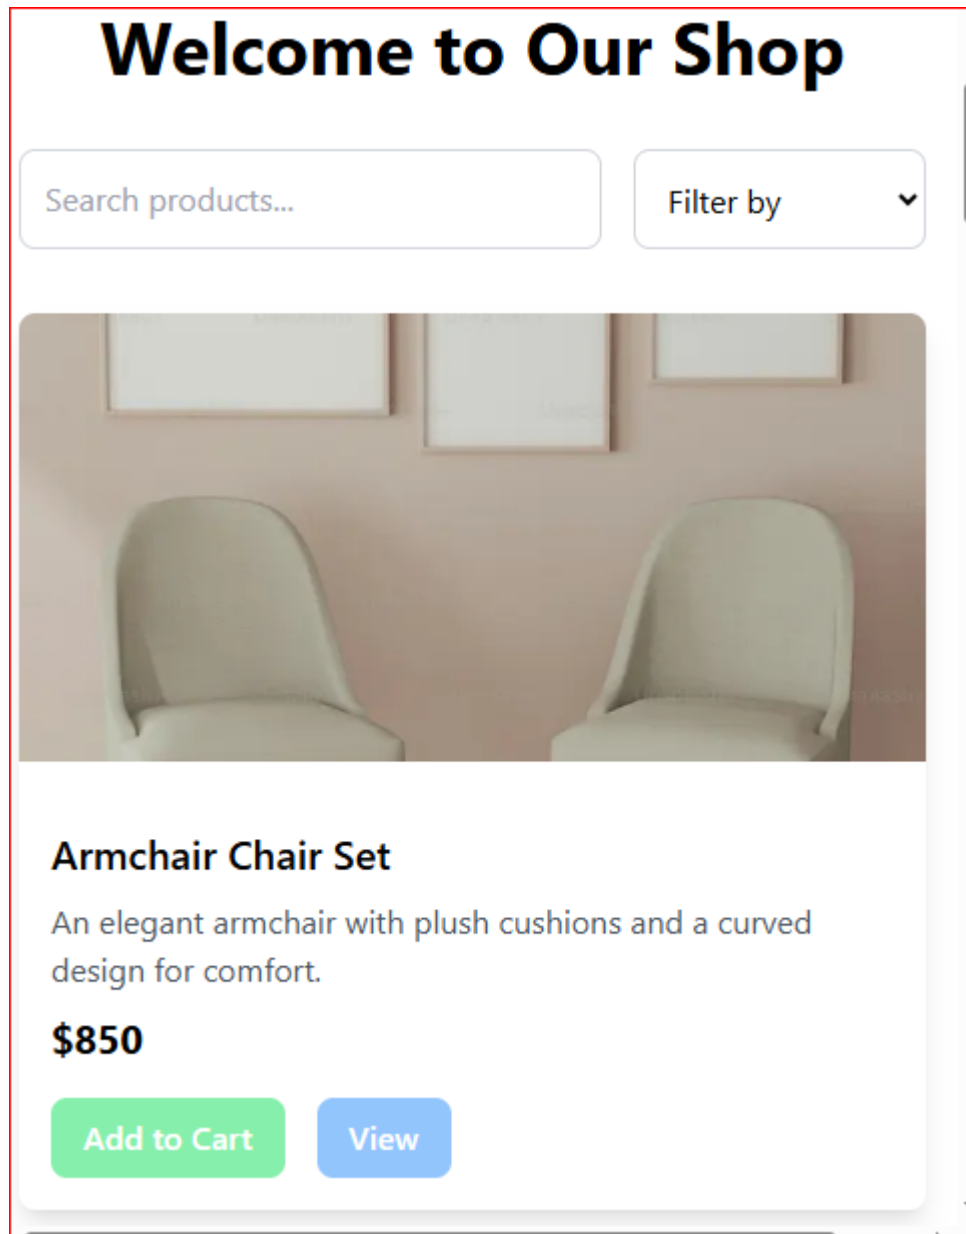 Welcome to Our Shop
Search products...
Filter by
Armchair Chair Set
An elegant armchair with plush cushions and a curved
design for comfort.
$850
Add to Cart
View